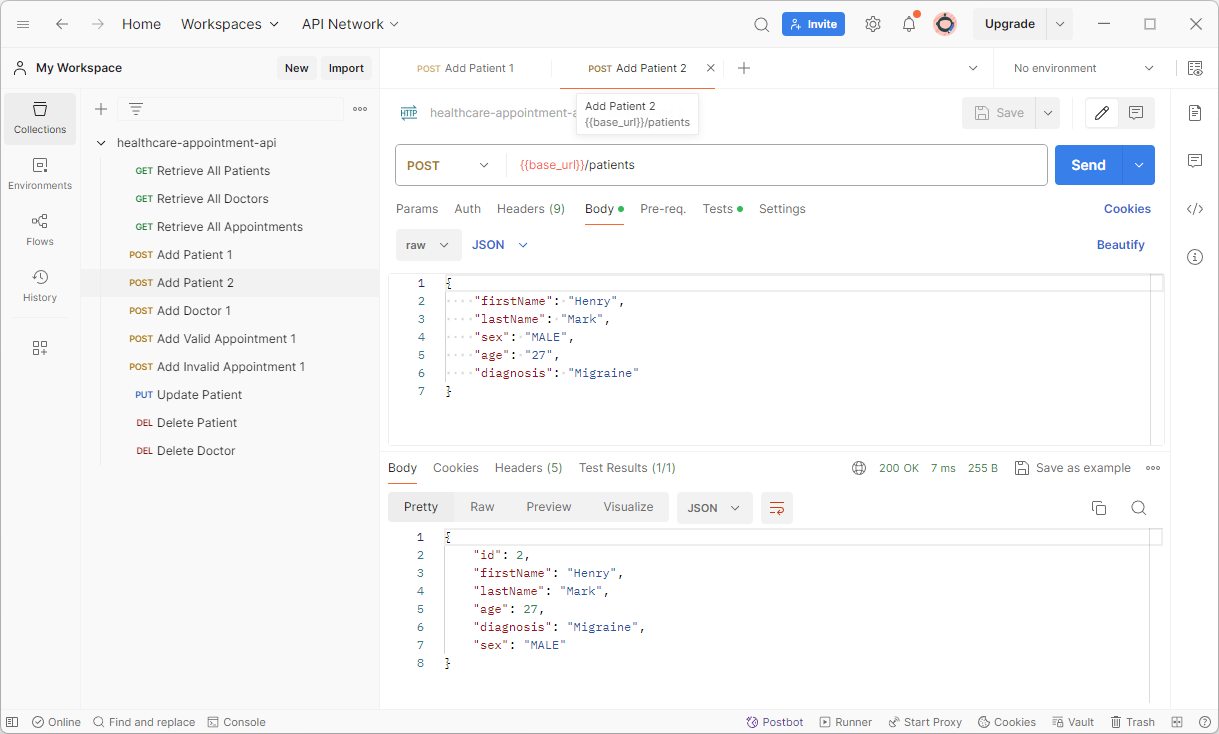 Home Workspaces API Network Invite Upgrade
My Workspace New Import
POST Add Patient 1 POST Add Patient 2 No environment
Collections
Environments
Flows
History
healthcare-appointment-api
GET Retrieve All Patients
GET Retrieve All Doctors
GET Retrieve All Appointments
POST Add Patient 1
POST Add Patient 2
POST Add Doctor 1
POST Add Valid Appointment 1
POST Add Invalid Appointment 1
PUT Update Patient
DEL Delete Patient
DEL Delete Doctor
HTTP healthcare-appointment-a Save
Add Patient 2
{{base_url}}/patients
POST {{base_url}}/patients Send
Params Auth Headers (9) Body Pre-req. Tests Settings Cookies
raw JSON Beautify
1 {
2 "firstName": "Henry",
3 "lastName": "Mark",
4 "sex": "MALE",
5 "age": "27",
6 "diagnosis": "Migraine"
7 }
Body Cookies Headers (5) Test Results (1/1) 200 OK 7 ms 255 B Save as example
Pretty Raw Preview Visualize JSON
1 {
2 "id": 2,
3 "firstName": "Henry",
4 "lastName": "Mark",
5 "age": 27,
6 "diagnosis": "Migraine",
7 "sex": "MALE"
8 }
Online Find and replace Console Postbot Runner Start Proxy Cookies Vault Trash